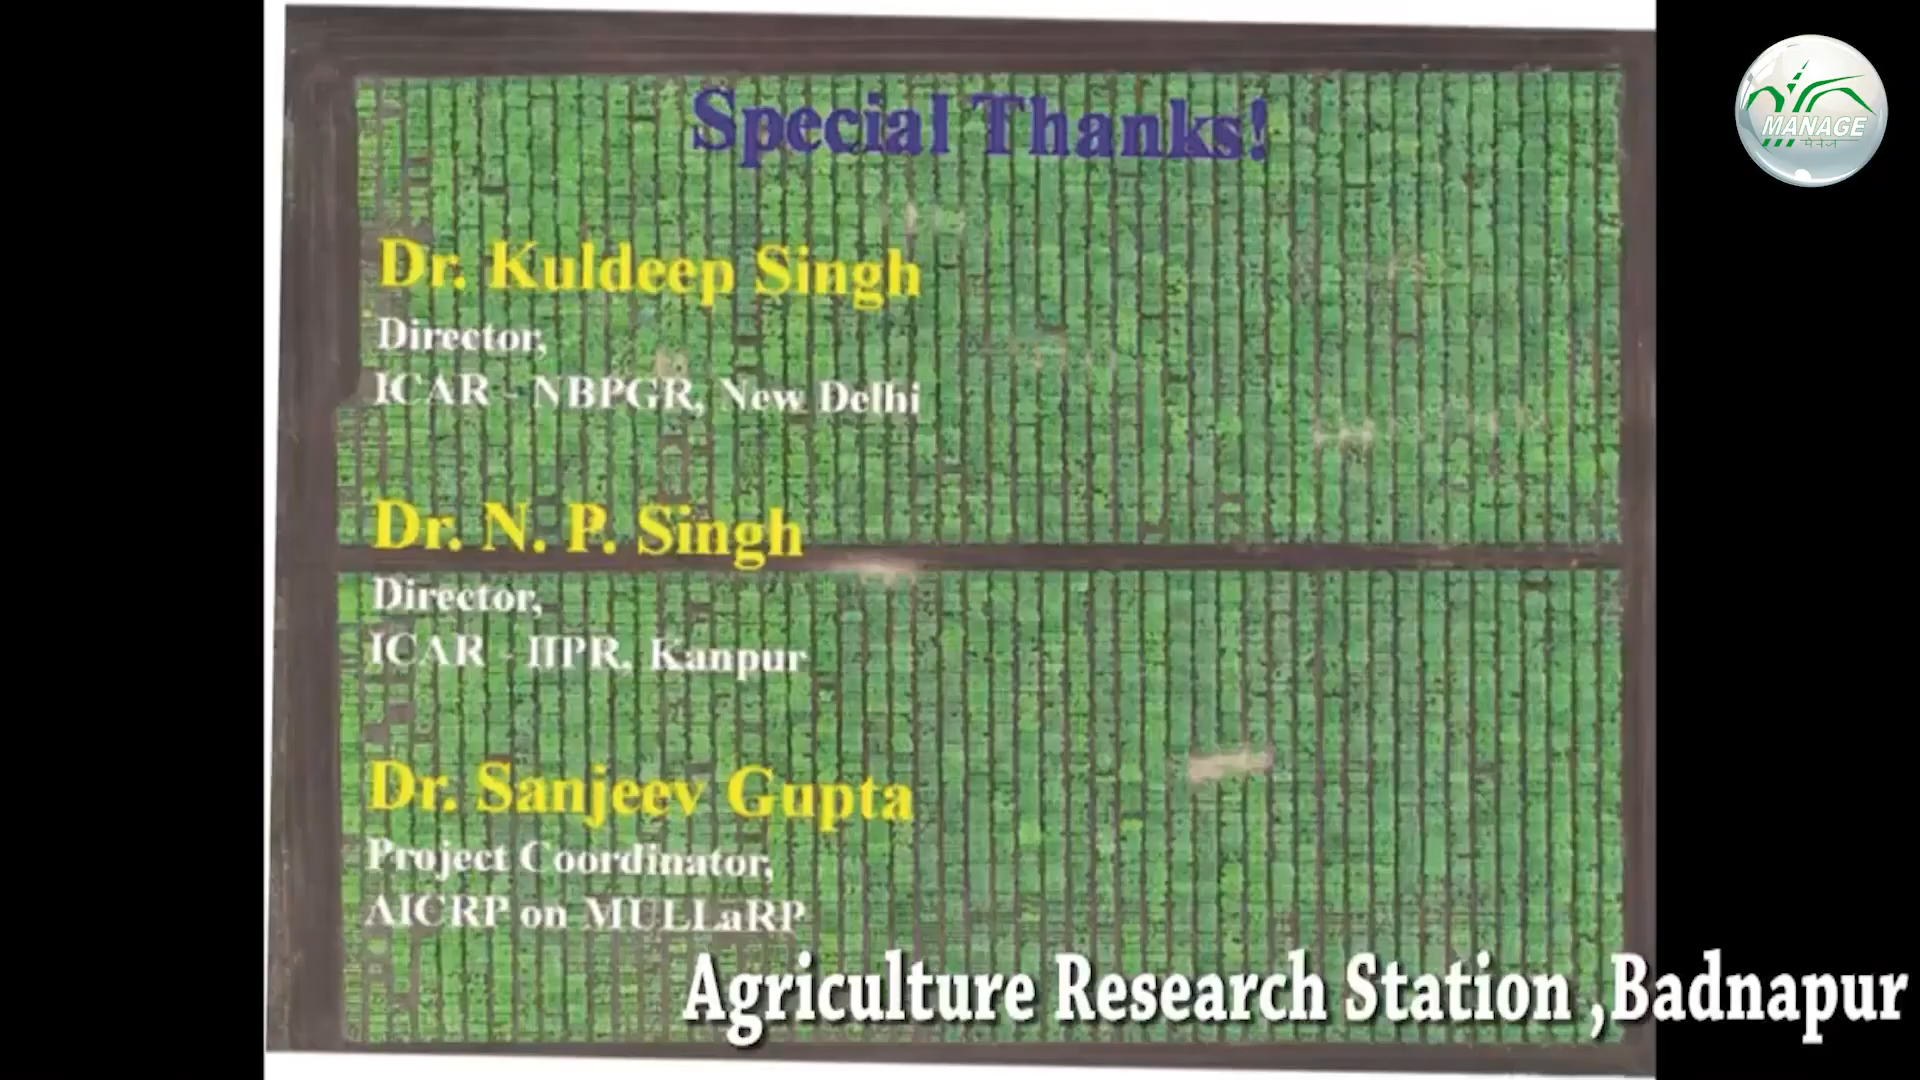 Special Thanks!
MANAGE
मैनेज
Dr. Kuldeep Singh
Director,
ICAR - NBPGR, New Delhi
Dr. N. P. Singh
Director,
ICAR - IIPR, Kanpur
Dr. Sanjeev Gupta
Project Coordinator,
AICRP on MULLaRP
Agriculture Research Station ,Badnapur